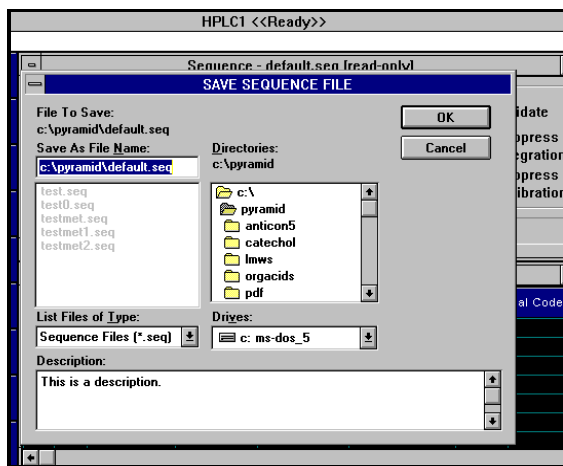 HPLC1 <<Ready>>
Sequence - default.seq [read-only]
SAVE SEQUENCE FILE
File To Save:
c:\pyramid\default.seq
Save As File Name:
c:\pyramid\default.seq
test.seq
test0.seq
testmet.seq
testmet1.seq
testmet2.seq
List Files of Type:
Sequence Files (*.seq)
Directories:
c:\pyramid
c:\
pyramid
anticon5
catechol
lmws
orgacids
pdf
Drives:
c: ms-dos_5
OK
Cancel
Description:
This is a description.
idate
ppress
egration
ppress
libration
al Code